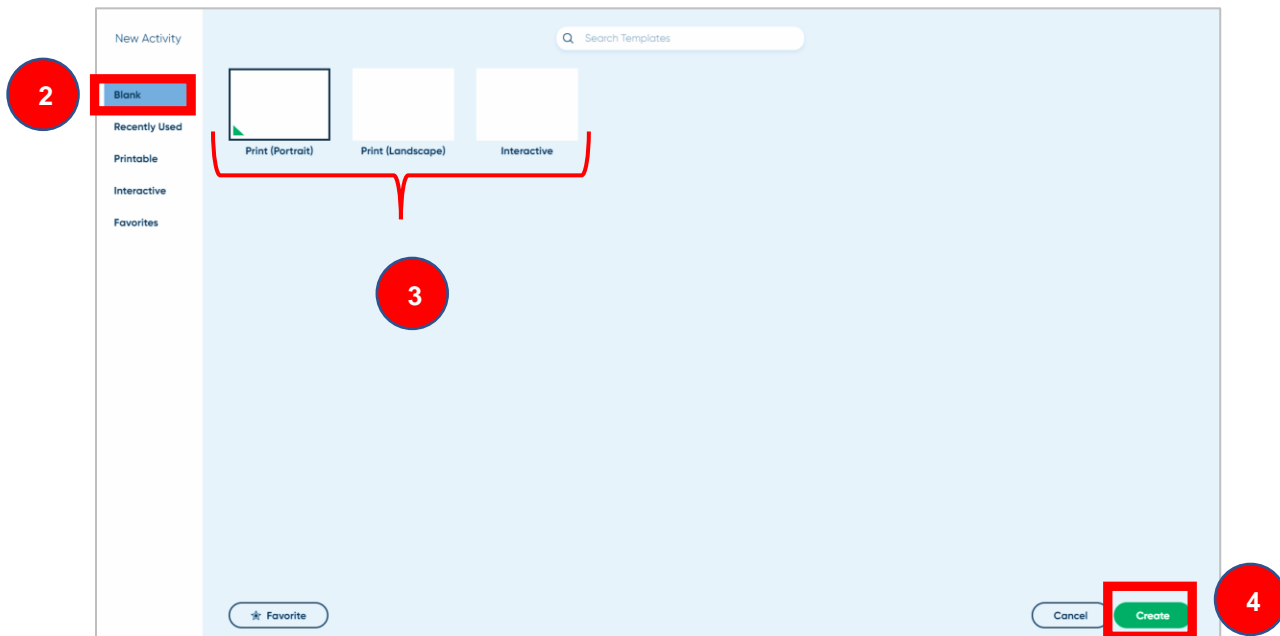 New Activity
Search Templates
2
Blank
Recently Used
Printable
Interactive
Favorites
Print (Portrait)
Print (Landscape)
Interactive
3
Favorite
Cancel
Create
4